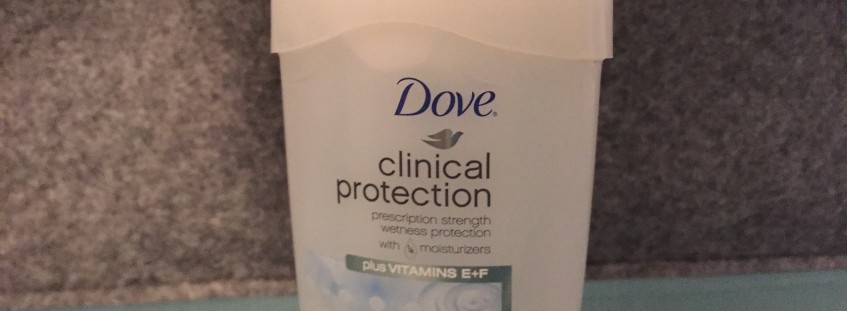 Dove
clinical
protection
prescription strength
wetness protection
with moisturizers
plus VITAMINS E+F